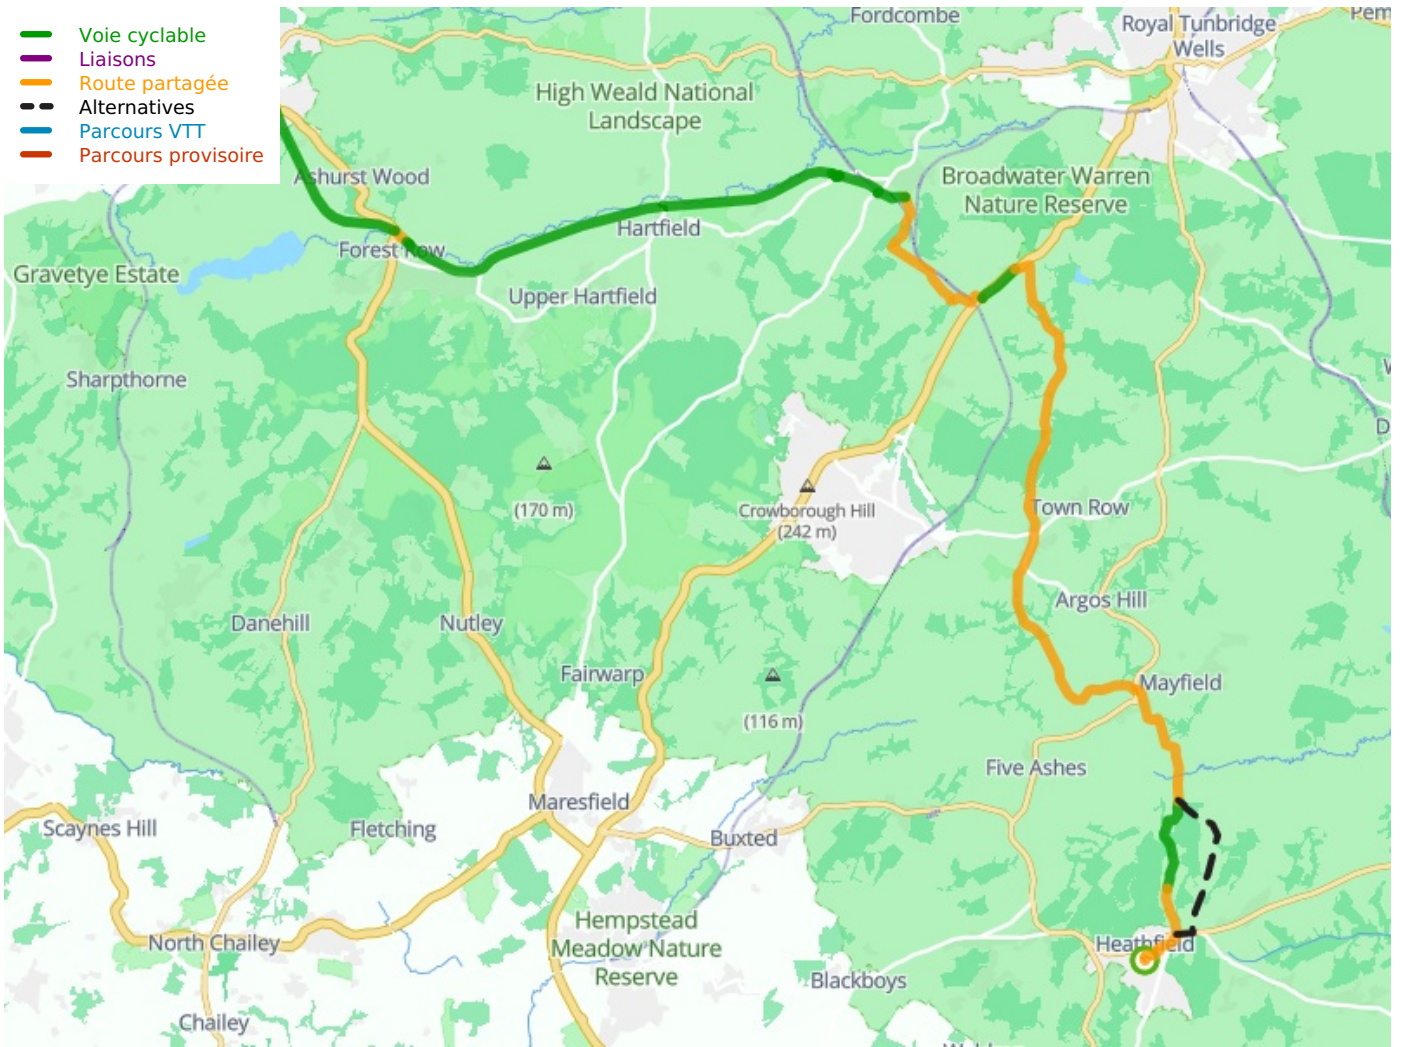 Voie cyclable
Liaisons
Route partagée
Alternatives
Parcours VTT
Parcours provisoire
Fordcombe
Royal Tunbridge
Wells
High Weald National
Landscape
Ashurst Wood
Broadwater Warren
Nature Reserve
Hartfield
Forest Row
Gravetye Estate
Upper Hartfield
Sharpthorne
(170 m)
Crowborough Hill
(242 m)
Town Row
Argos Hill
Danehill
Nutley
Fairwarp
Mayfield
(116 m)
Five Ashes
Maresfield
Scaynes Hill
Fletching
Buxted
Hempstead
Meadow Nature
Reserve
North Chailey
Heathfield
Blackboys
Chailey